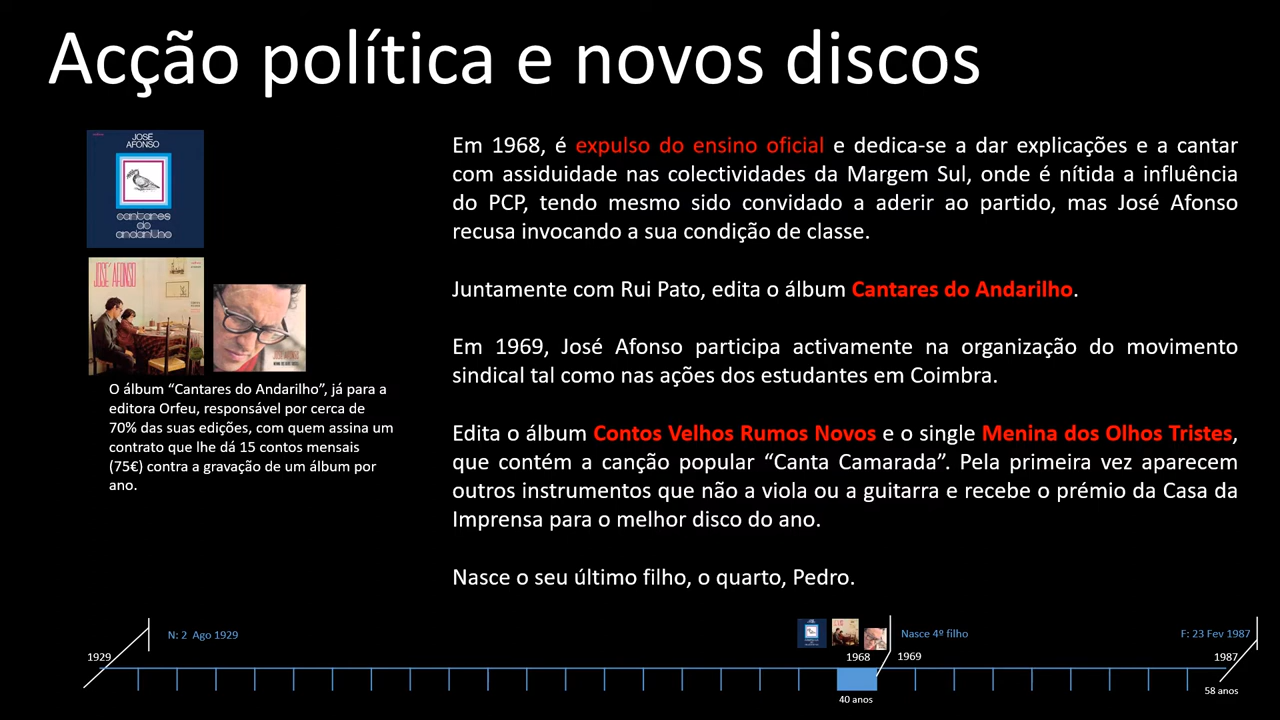 Acção política e novos discos
JOSÉ
AFONSO
cantares
do
andarilho
JOSÉ AFONSO
JOSÉ AFONSO
O álbum “Cantares do Andarilho”, já para a
editora Orfeu, responsável por cerca de
70% das suas edições, com quem assina um
contrato que lhe dá 15 contos mensais
(75€) contra a gravação de um álbum por
ano.
Em 1968, é expulso do ensino oficial e dedica-se a dar explicações e a cantar
com assiduidade nas colectividades da Margem Sul, onde é nítida a influência
do PCP, tendo mesmo sido convidado a aderir ao partido, mas José Afonso
recusa invocando a sua condição de classe.
Juntamente com Rui Pato, edita o álbum Cantares do Andarilho.
Em 1969, José Afonso participa activamente na organização do movimento
sindical tal como nas ações dos estudantes em Coimbra.
Edita o álbum Contos Velhos Rumos Novos e o single Menina dos Olhos Tristes,
que contém a canção popular “Canta Camarada”. Pela primeira vez aparecem
outros instrumentos que não a viola ou a guitarra e recebe o prémio da Casa da
Imprensa para o melhor disco do ano.
Nasce o seu último filho, o quarto, Pedro.
N: 2 Ago 1929
Nasce 4º filho
F: 23 Fev 1987
1929
1968
1969
1987
40 anos
58 anos